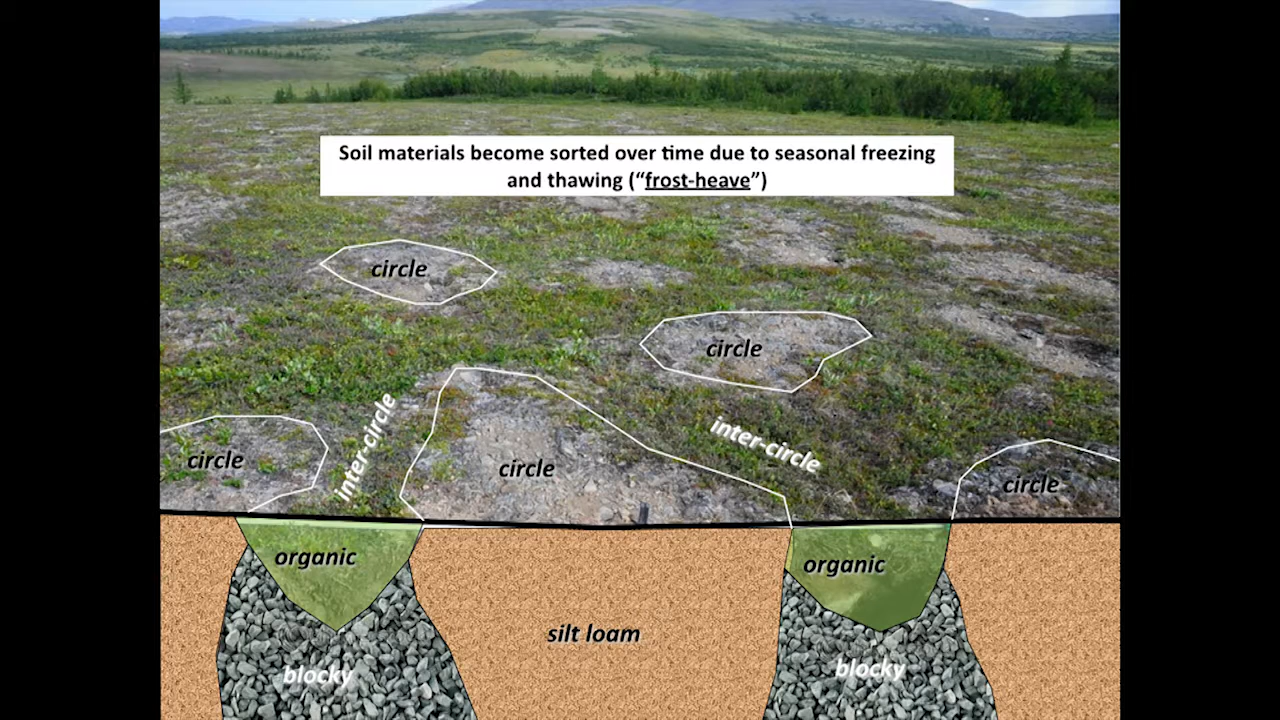 Soil materials become sorted over time due to seasonal freezing
and thawing (“frost-heave”)
circle
circle
inter-circle
inter-circle
circle
circle
circle
organic
organic
silt loam
blocky
blocky